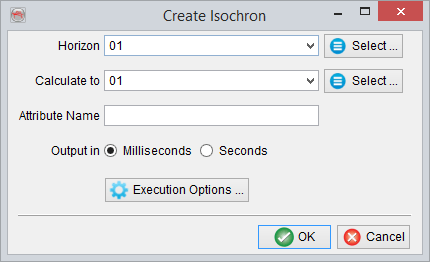 Create Isochron
Horizon 01 Select ...
Calculate to 01 Select ...
Attribute Name
Output in Milliseconds Seconds
Execution Options ...
OK Cancel